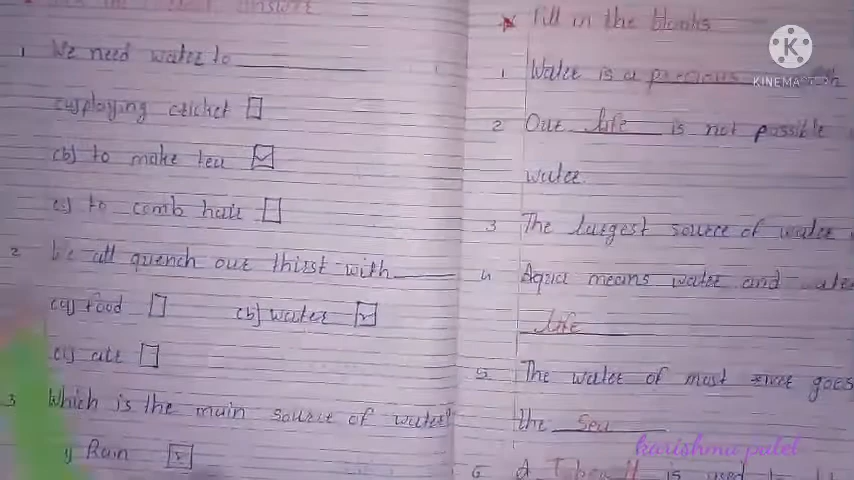 answer
1 We need water to
(a) playing cricket
(b) to make tea
(c) to comb hair
2 We all quench our thirst with
(a) food (b) water
(c) air
3 Which is the main source of water?
Rain
Fill in the blanks
1 Water is a precious
2 Our life is not possible
water.
3 The largest source of water
4 Aqua means water and water
life
5 The water of most river goes
the Sea
6 is used
KINEMASTER
karishma patel